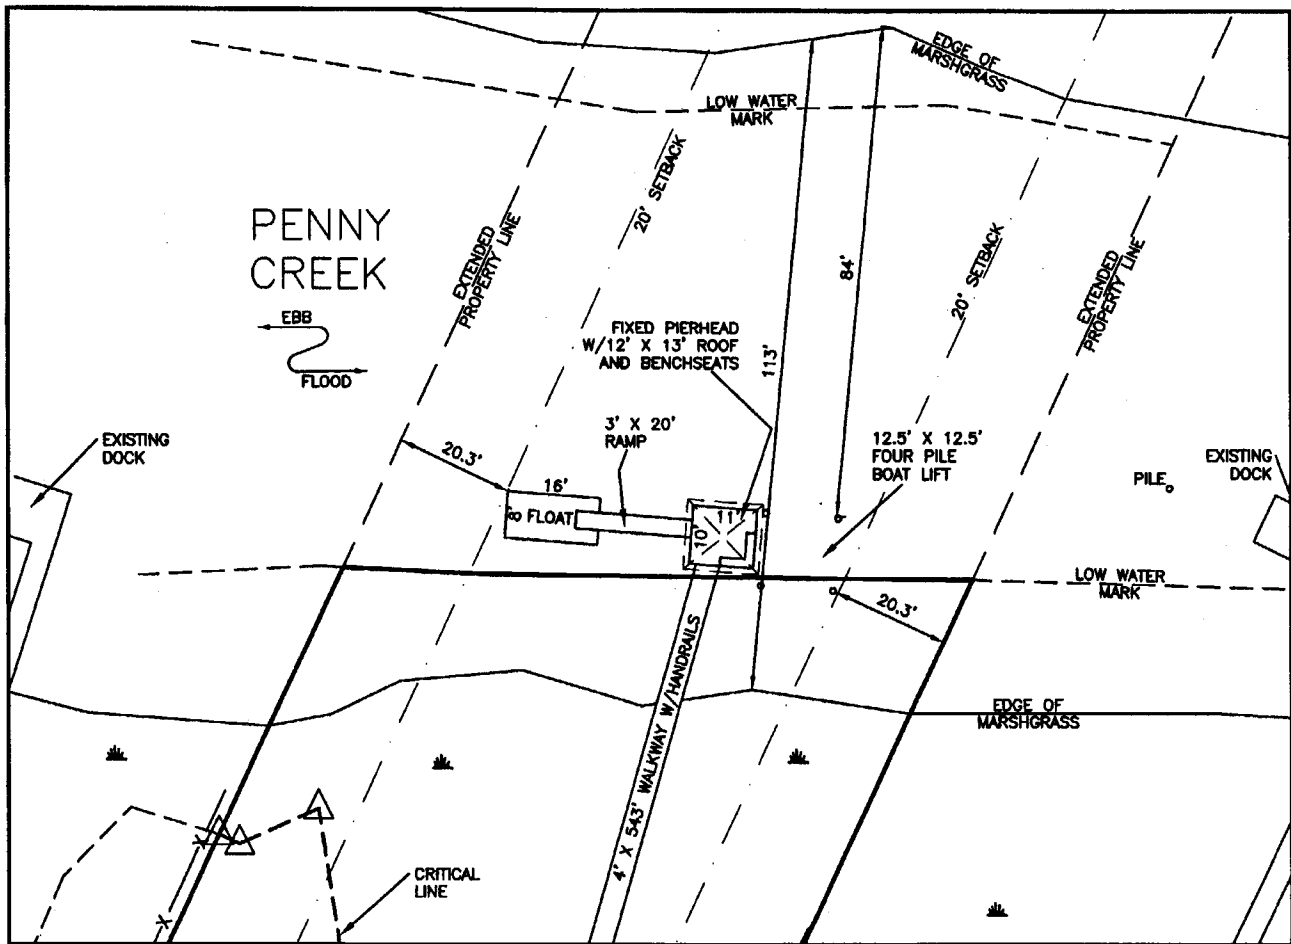 EDGE OF
MARSHGRASS
LOW WATER
MARK
20' SETBACK
PENNY
CREEK
EXTENDED
PROPERTY LINE
84'
20' SETBACK
EXTENDED
PROPERTY LINE
EBB
FLOOD
FIXED PIERHEAD
W/12' X 13' ROOF
AND BENCHSEATS
113'
EXISTING
DOCK
20.3'
3' X 20'
RAMP
12.5' X 12.5'
FOUR PILE
BOAT LIFT
EXISTING
DOCK
PILE
16'
8'
FLOAT
11'
10'
LOW WATER
MARK
20.3'
4' X 543' WALKWAY W/HANDRAILS
EDGE OF
MARSHGRASS
CRITICAL
LINE
X
X